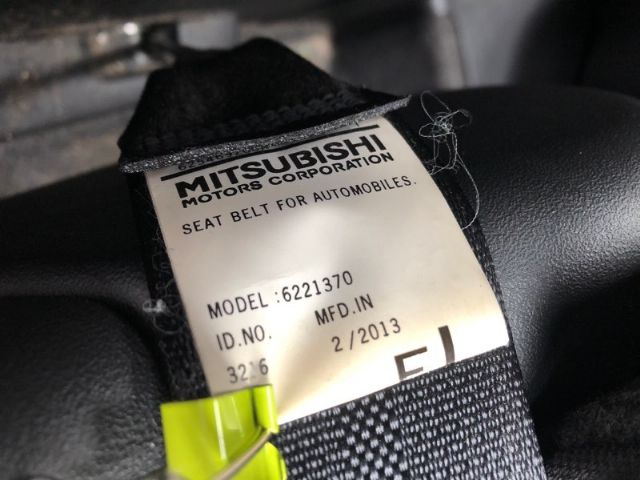 MITSUBISHI
MOTORS CORPORATION
SEAT BELT FOR AUTOMOBILES.
MODEL :6221370
ID.NO. MFD.IN
2/2013